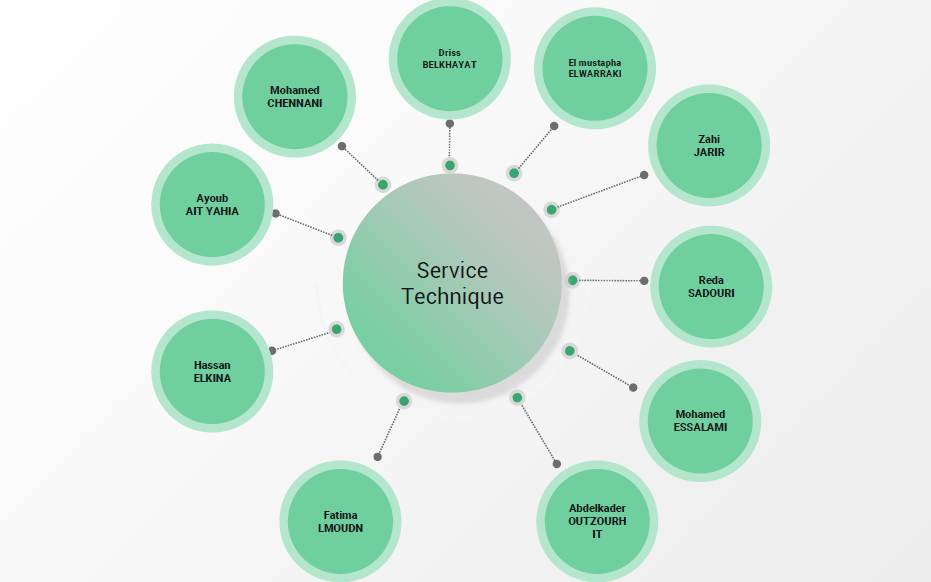 Driss
BELKHAYAT
El mustapha
ELWARRAKI
Mohamed
CHENNANI
Zahi
JARIR
Ayoub
AIT YAHIA
Service
Technique
Reda
SADOURI
Hassan
ELKINA
Mohamed
ESSALAMI
Fatima
LMOUDN
Abdelkader
OUTZOURH
IT